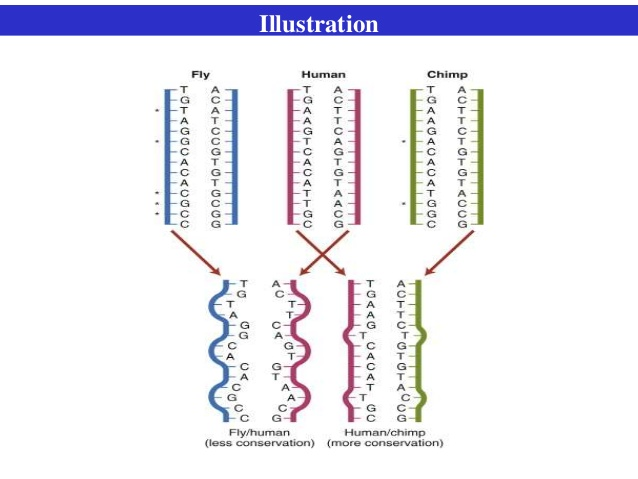 Illustration
Fly Human Chimp
T A T A T A
G C G C G C
* T A A T A T
A T A T A T
G C G C G C
* G C T A * A T
C G C G C G
A T A T A T
C G C G C G
A T A T A T
* C G T A T A
* G C T A * G C
* C G G C G C
C G C G C G
T A T A
G C G C
T T A T
A T A T
G C G C
G A T T
C G C G
A T A T
C G C G
A T A T
C A T A
G A T C
C C G C
C G C G
Fly/human Human/chimp
(less conservation) (more conservation)